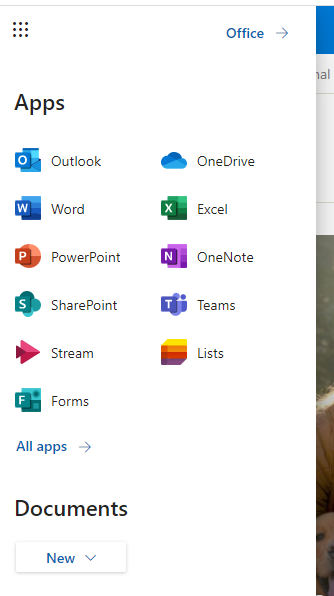 Office →
Apps
Outlook OneDrive
Word Excel
PowerPoint OneNote
SharePoint Teams
Stream Lists
Forms
All apps →
Documents
New